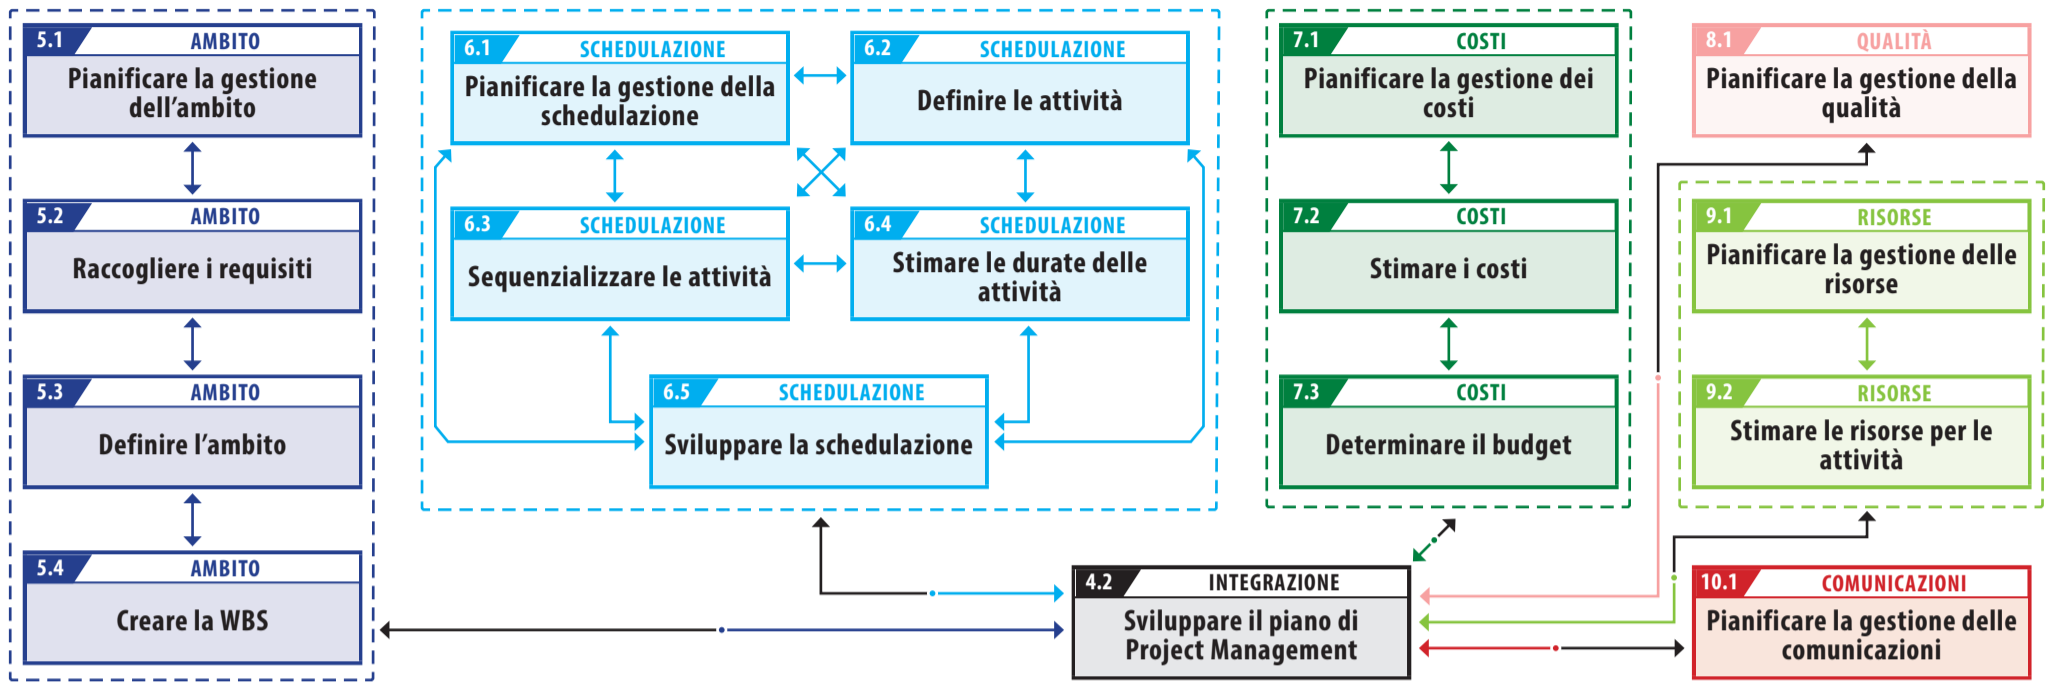 5.1 AMBITO
Pianificare la gestione
dell'ambito
5.2 AMBITO
Raccogliere i requisiti
5.3 AMBITO
Definire l'ambito
5.4 AMBITO
Creare la WBS
6.1 SCHEDULAZIONE
Pianificare la gestione della
schedulazione
6.2 SCHEDULAZIONE
Definire le attività
6.3 SCHEDULAZIONE
Sequenzializzare le attività
6.4 SCHEDULAZIONE
Stimare le durate delle
attività
6.5 SCHEDULAZIONE
Sviluppare la schedulazione
7.1 COSTI
Pianificare la gestione dei
costi
7.2 COSTI
Stimare i costi
7.3 COSTI
Determinare il budget
8.1 QUALITÀ
Pianificare la gestione della
qualità
9.1 RISORSE
Pianificare la gestione delle
risorse
9.2 RISORSE
Stimare le risorse per le
attività
4.2 INTEGRAZIONE
Sviluppare il piano di
Project Management
10.1 COMUNICAZIONI
Pianificare la gestione delle
comunicazioni